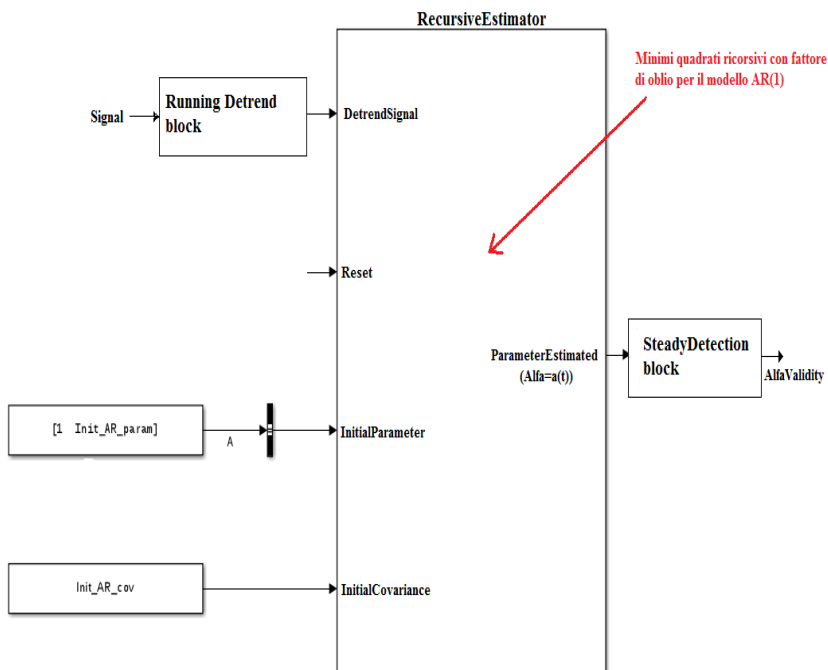 RecursiveEstimator
Minimi quadrati ricorsivi con fattore
di oblio per il modello AR(1)
Signal
Running Detrend
block
DetrendSignal
Reset
ParameterEstimated
(Alfa=a(t))
SteadyDetection
block
AlfaValidity
[1 Init_AR_param]
A
InitialParameter
Init_AR_cov
InitialCovariance